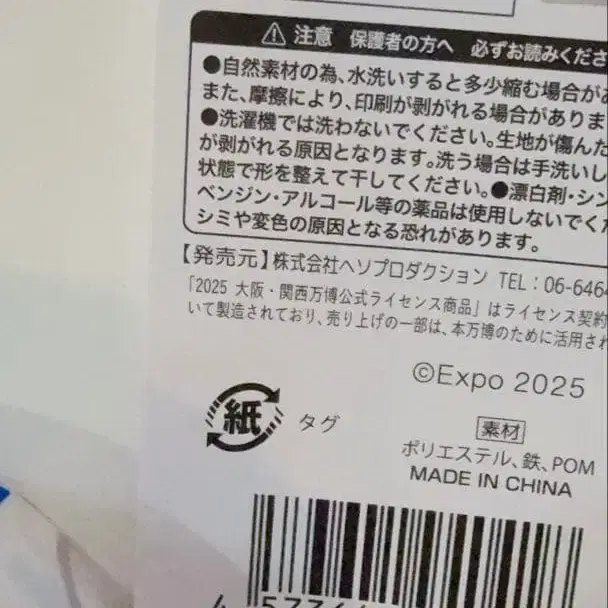 ⚠ 注意 保護者の方へ 必ずお読みくださ
●自然素材の為、水洗いすると多少縮む場合があ
また、摩擦により、印刷が剥がれる場合がありま
●洗濯機では洗わないでください。生地が傷んだ
が剥がれる原因となります。洗う場合は手洗いし
状態で形を整えて干してください。●漂白剤・シン
ベンジン・アルコール等の薬品は使用しないでくだ
シミや変色の原因となる恐れがあります。
【発売元】株式会社ヘソプロダクション TEL：06-6464
「2025 大阪・関西万博公式ライセンス商品」はライセンス契約
いて製造されており、売り上げの一部は、本万博のために活用され
©Expo 2025
紙 タグ
素材
ポリエステル、鉄、POM
MADE IN CHINA